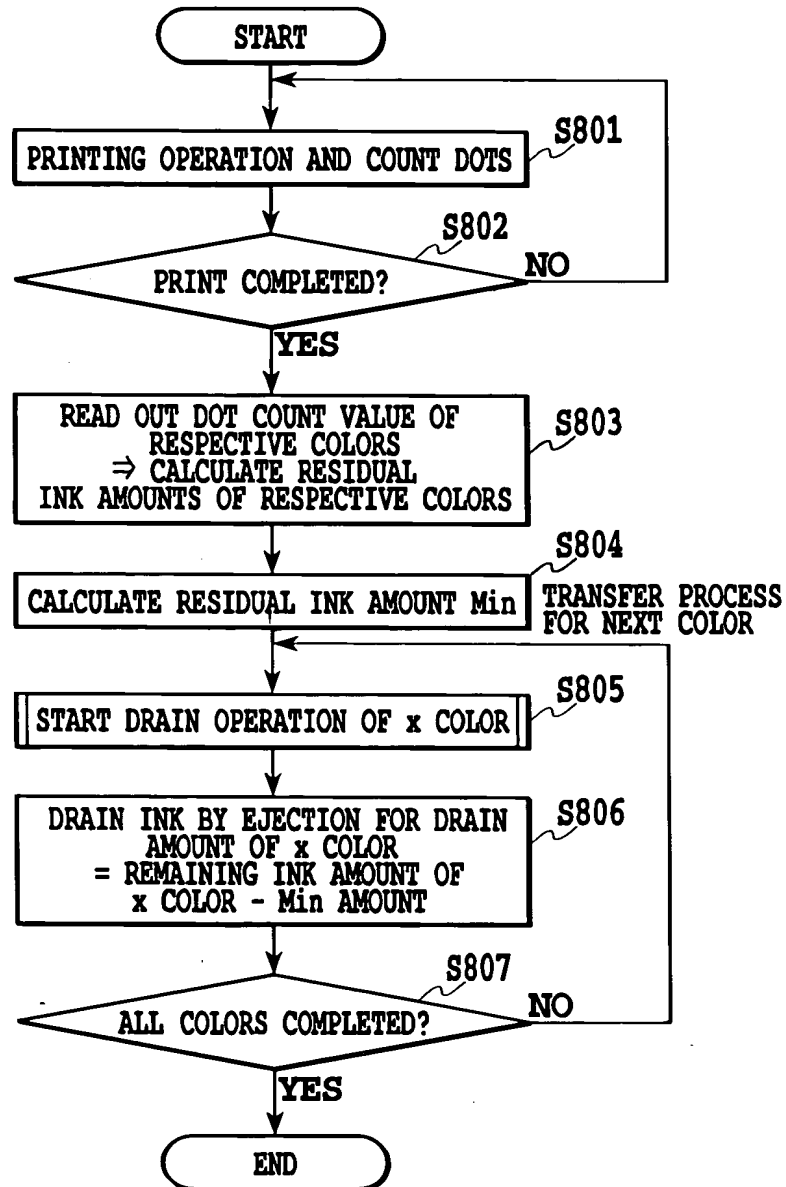 START
S801
PRINTING OPERATION AND COUNT DOTS
S802
PRINT COMPLETED?
NO
YES
S803
READ OUT DOT COUNT VALUE OF
RESPECTIVE COLORS
⇒ CALCULATE RESIDUAL
INK AMOUNTS OF RESPECTIVE COLORS
S804
CALCULATE RESIDUAL INK AMOUNT Min
TRANSFER PROCESS
FOR NEXT COLOR
S805
START DRAIN OPERATION OF x COLOR
S806
DRAIN INK BY EJECTION FOR DRAIN
AMOUNT OF x COLOR
= REMAINING INK AMOUNT OF
x COLOR - Min AMOUNT
S807
ALL COLORS COMPLETED?
NO
YES
END